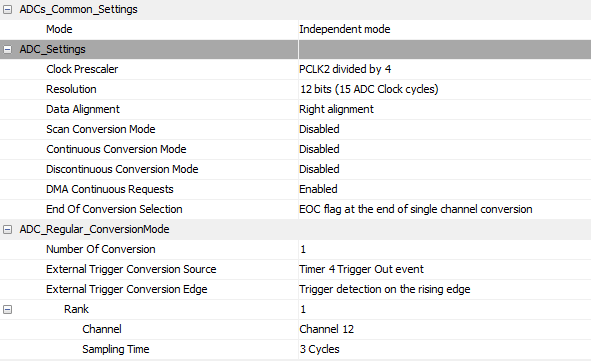 ADCs_Common_Settings
Mode Independent mode
ADC_Settings
Clock Prescaler PCLK2 divided by 4
Resolution 12 bits (15 ADC Clock cycles)
Data Alignment Right alignment
Scan Conversion Mode Disabled
Continuous Conversion Mode Disabled
Discontinuous Conversion Mode Disabled
DMA Continuous Requests Enabled
End Of Conversion Selection EOC flag at the end of single channel conversion
ADC_Regular_ConversionMode
Number Of Conversion 1
External Trigger Conversion Source Timer 4 Trigger Out event
External Trigger Conversion Edge Trigger detection on the rising edge
Rank 1
Channel Channel 12
Sampling Time 3 Cycles